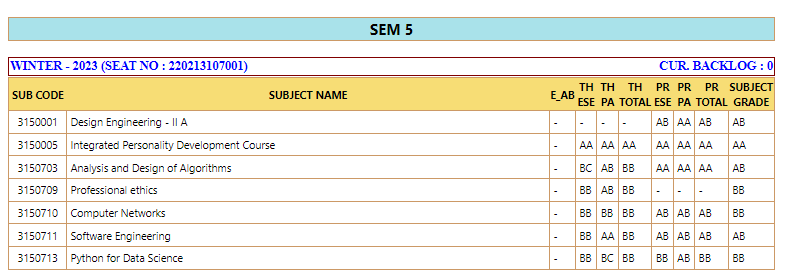 SEM 5
WINTER - 2023 (SEAT NO : 220213107001) CUR. BACKLOG : 0
SUB CODE SUBJECT NAME E_AB TH ESE TH PA TH TOTAL PR ESE PR PA PR TOTAL SUBJECT GRADE
3150001 Design Engineering - II A - - - - AB AA AB AB
3150005 Integrated Personality Development Course - AA AA AA AA AA AA AA
3150703 Analysis and Design of Algorithms - BC AB BB AA AA AA AB
3150709 Professional ethics - BB AB BB - - - BB
3150710 Computer Networks - BB BB BB AB AB AB BB
3150711 Software Engineering - BB AA BB AB AB AB AB
3150713 Python for Data Science - BB BC BB BB AB BB BB